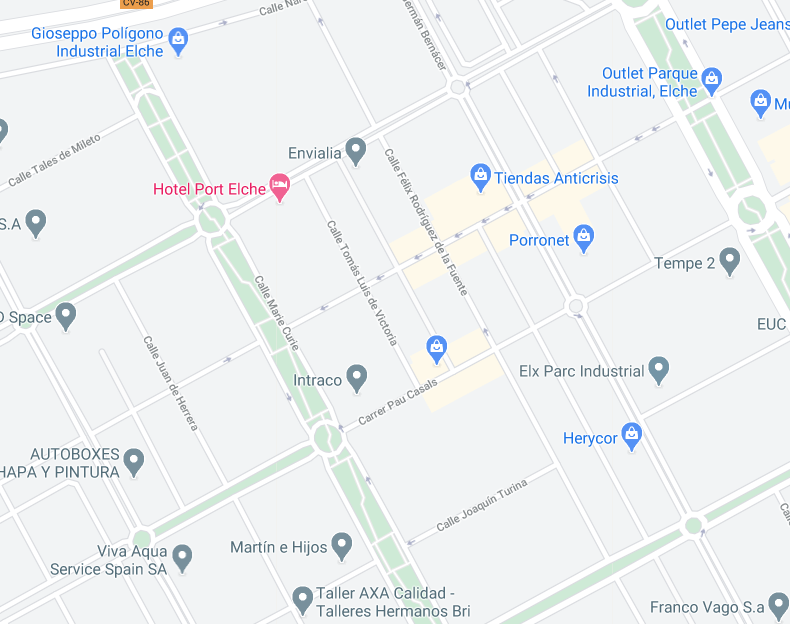 CV-86
Calle Nar
Gioseppo Polígono
Industrial Elche
Germán Bernácer
Outlet Pepe Jeans
Outlet Parque
Industrial, Elche
Mu
Calle Tales de Mileto
Envialia
Calle Félix Rodríguez de la Fuente
Tiendas Anticrisis
Hotel Port Elche
S.A
Calle Tomás Luis de Victoria
Porronet
Tempe 2
Calle Marie Curie
D Space
EUC
Calle Juan de Herrera
Intraco
Elx Parc Industrial
Carrer Pau Casals
Herycor
AUTOBOXES
HAPA Y PINTURA
Calle Joaquín Turina
Viva Aqua
Service Spain SA
Martín e Hijos
Taller AXA Calidad -
Talleres Hermanos Bri
Franco Vago S.a